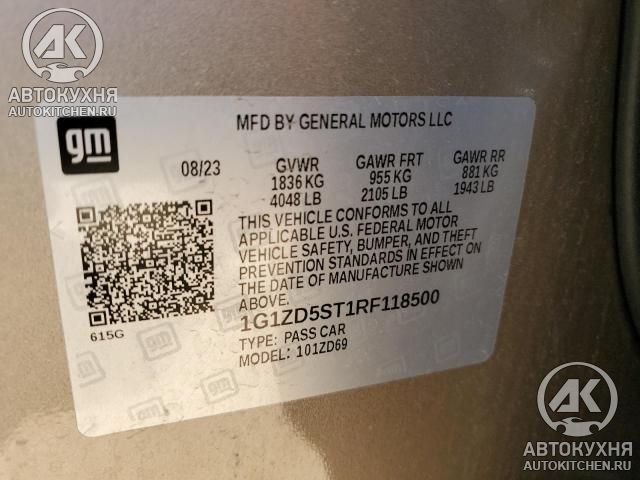 AK
АВТОКУХНЯ
AUTOKITCHEN.RU
gm
MFD BY GENERAL MOTORS LLC
08/23
GVWR
1836 KG
4048 LB
GAWR FRT
955 KG
2105 LB
GAWR RR
881 KG
1943 LB
THIS VEHICLE CONFORMS TO ALL
APPLICABLE U.S. FEDERAL MOTOR
VEHICLE SAFETY, BUMPER, AND THEFT
PREVENTION STANDARDS IN EFFECT ON
THE DATE OF MANUFACTURE SHOWN
ABOVE.
615G
1G1ZD5ST1RF118500
TYPE: PASS CAR
MODEL: 101ZD69
AK
АВТОКУХНЯ
AUTOKITCHEN.RU